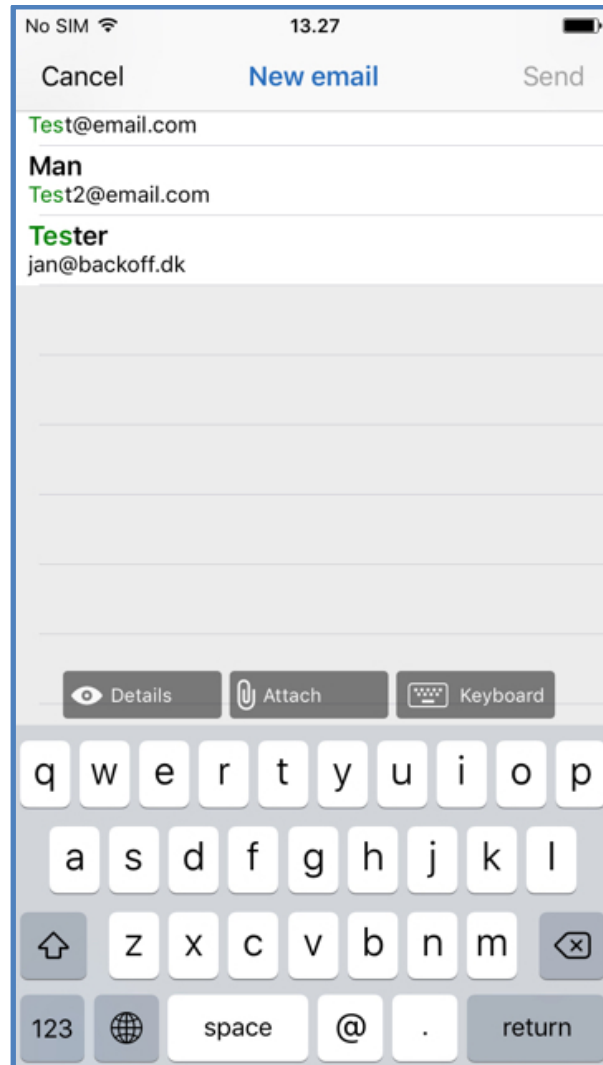 No SIM 13.27
Cancel New email Send
Test@email.com
Man
Test2@email.com
Tester
jan@backoff.dk
Details Attach Keyboard
q w e r t y u i o p
a s d f g h j k l
z x c v b n m
123 space @ . return